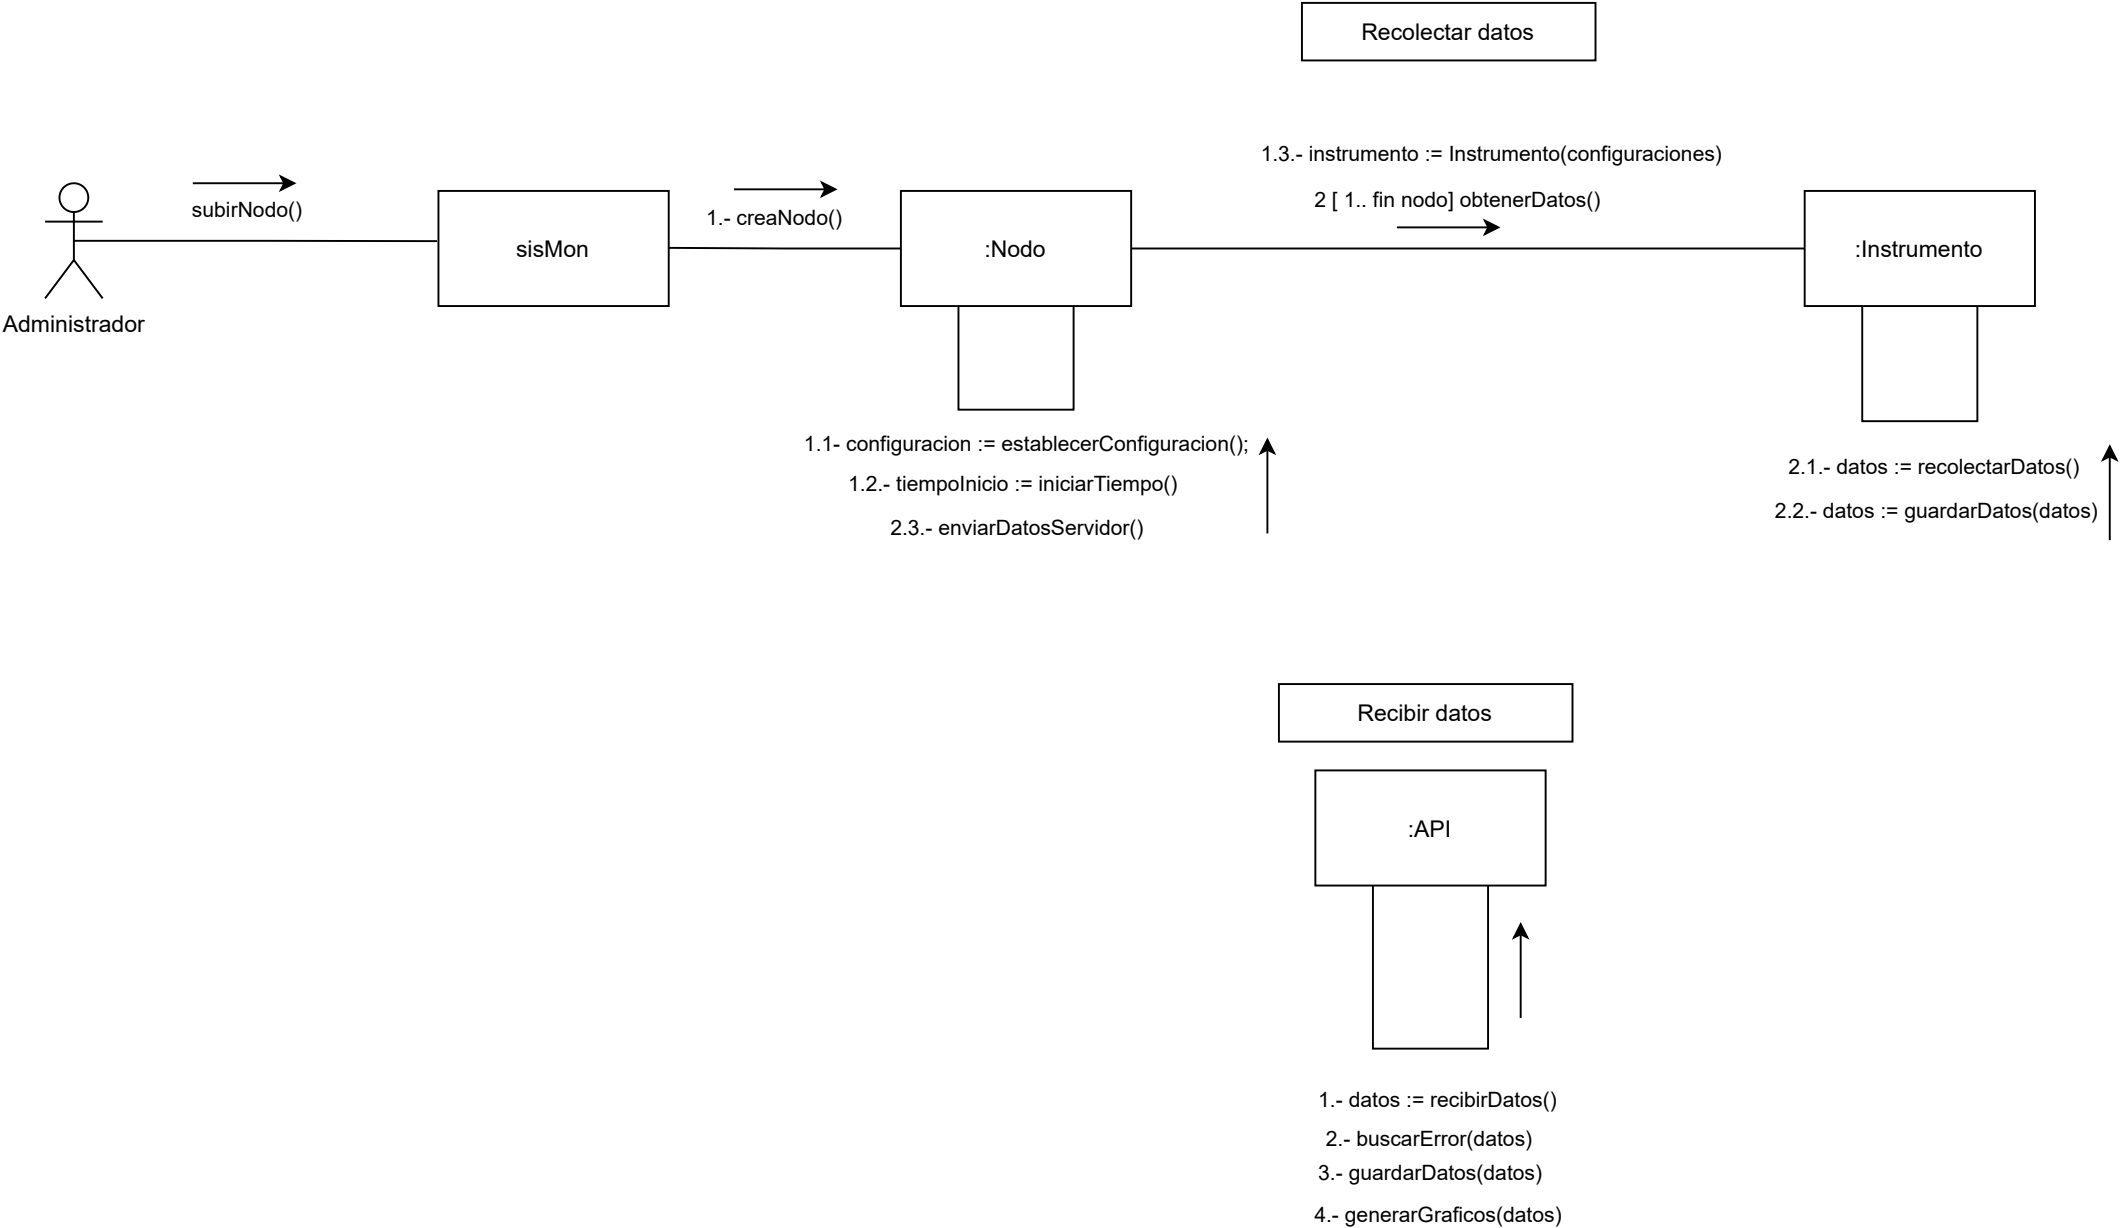 Recolectar datos
1.3.- instrumento := Instrumento(configuraciones)
2 [ 1.. fin nodo] obtenerDatos()
subirNodo()
1.- creaNodo()
sisMon
:Nodo
:Instrumento
Administrador
1.1- configuracion := establecerConfiguracion();
1.2.- tiempoInicio := iniciarTiempo()
2.3.- enviarDatosServidor()
2.1.- datos := recolectarDatos()
2.2.- datos := guardarDatos(datos)
Recibir datos
:API
1.- datos := recibirDatos()
2.- buscarError(datos)
3.- guardarDatos(datos)
4.- generarGraficos(datos)